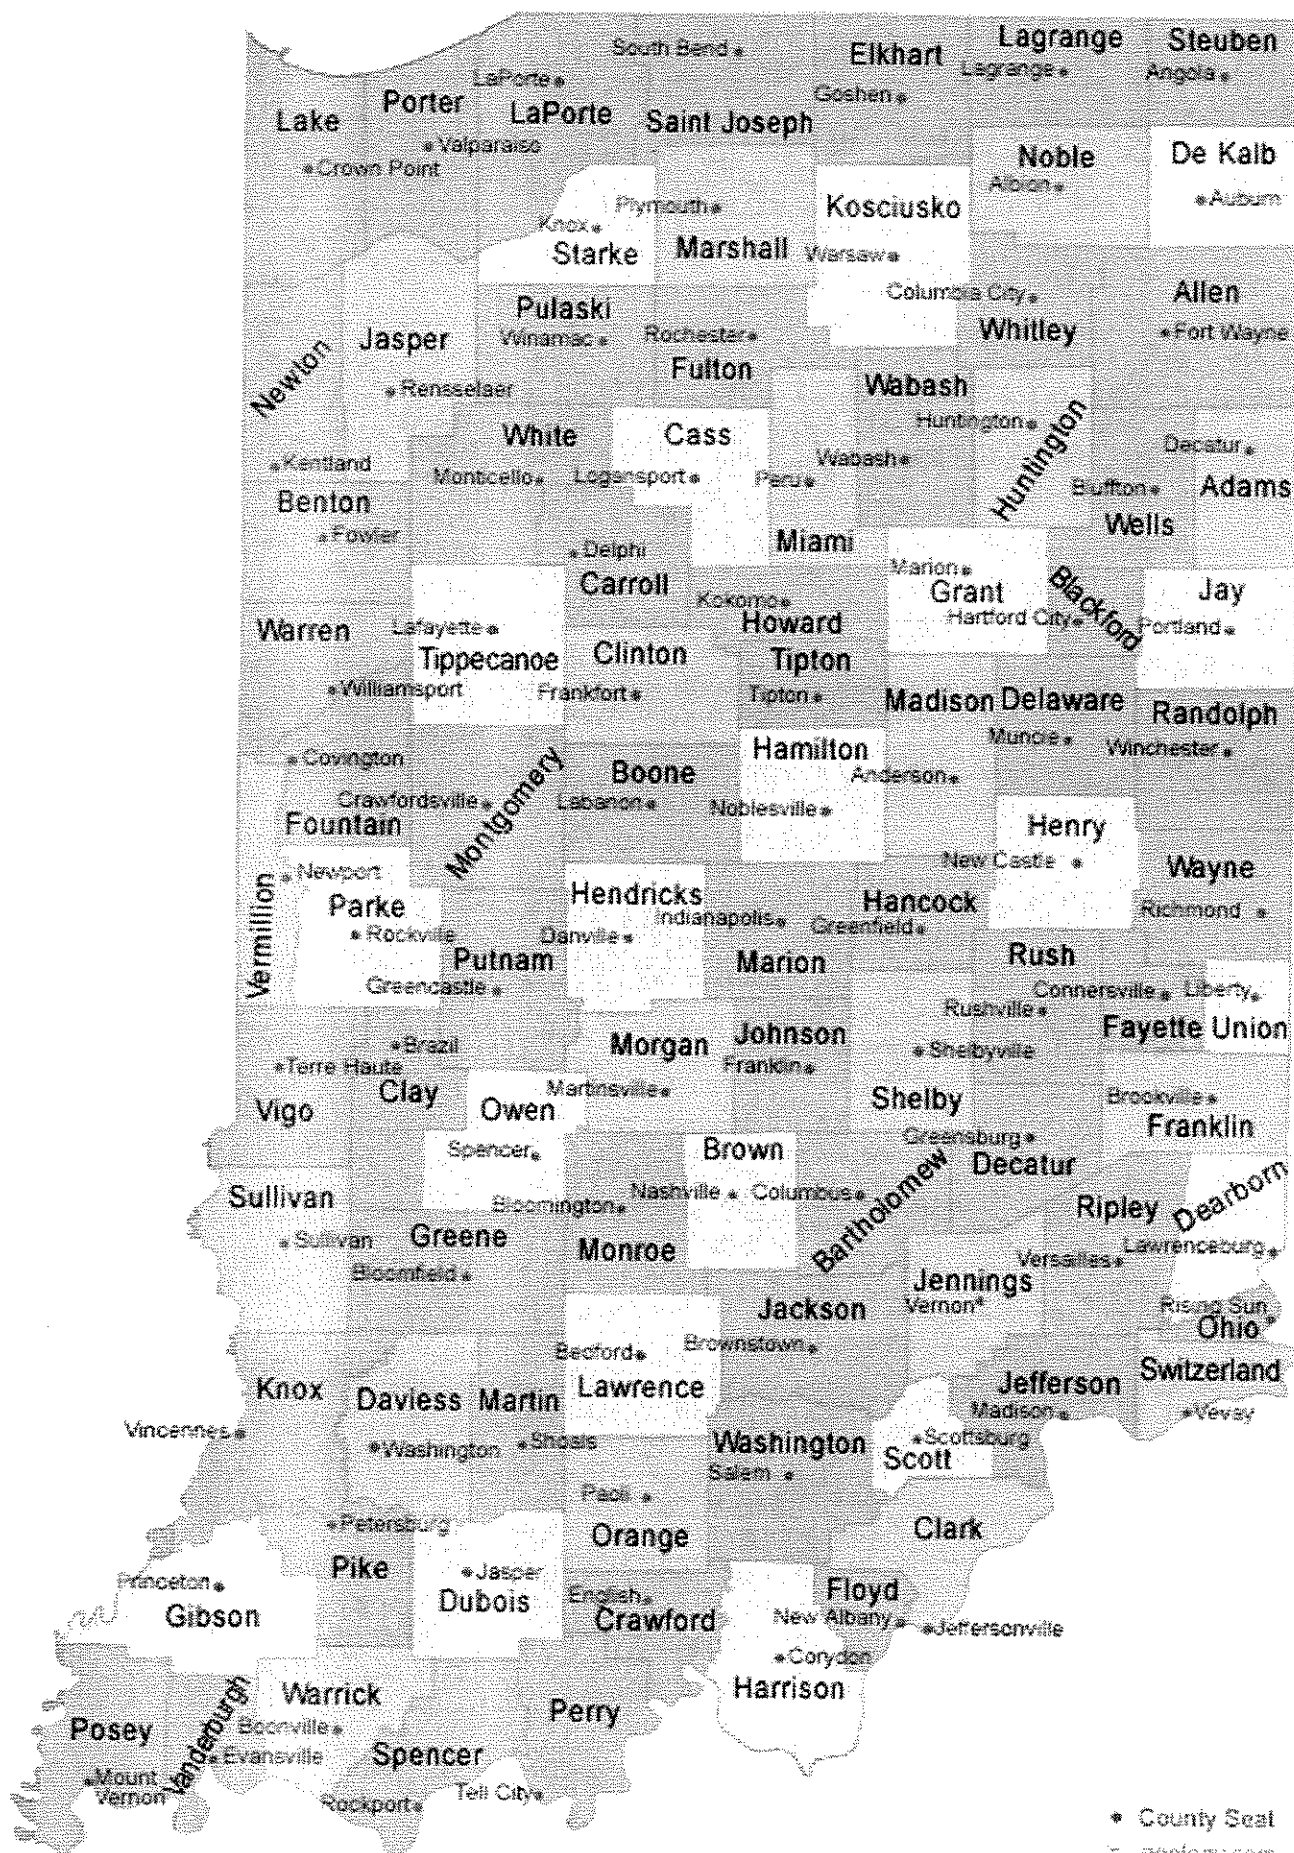 South Bend
Elkhart
Lagrange
Steuben
LaPorte
Lagrange
Angola
Goshen
Porter
LaPorte
Saint Joseph
Lake
Valparaiso
Noble
De Kalb
Crown Point
Albion
Auburn
Kosciusko
Plymouth
Knox
Starke
Marshall
Warsaw
Columbia City
Allen
Pulaski
Winamac
Rochester
Whitley
Fort Wayne
Jasper
Fulton
Newton
Rensselaer
Wabash
Huntington
Huntington
White
Cass
Decatur
Kentland
Monticello
Logansport
Peru
Wabash
Bluffton
Adams
Benton
Wells
Fowler
Delphi
Miami
Carroll
Marion
Grant
Blackford
Jay
Kokomo
Howard
Hartford City
Portland
Warren
Lafayette
Clinton
Tipton
Tippecanoe
Williamsport
Frankfort
Tipton
Madison
Delaware
Randolph
Muncie
Winchester
Covington
Montgomery
Boone
Hamilton
Anderson
Crawfordsville
Labanon
Noblesville
Fountain
Henry
New Castle
Wayne
Newport
Vermillion
Parke
Hendricks
Hancock
Richmond
Rockville
Danville
Indianapolis
Greenfield
Putnam
Marion
Rush
Greencastle
Connersville
Liberty
Rushville
Fayette
Union
Morgan
Johnson
Brazil
Franklin
Shelbyville
Terre Haute
Clay
Martinsville
Vigo
Owen
Shelby
Brookville
Franklin
Spencer
Brown
Greensburg
Decatur
Sullivan
Bloomington
Nashville
Columbus
Bartholomew
Ripley
Dearborn
Sullivan
Greene
Monroe
Versailles
Lawrenceburg
Bloomfield
Jennings
Vernon
Jackson
Rising Sun
Ohio
Bedford
Brownstown
Knox
Daviess
Martin
Lawrence
Jefferson
Switzerland
Madison
Vevay
Vincennes
Washington
Shoals
Washington
Scottsburg
Scott
Salem
Paoli
Petersburg
Orange
Clark
Pike
Jasper
Princeton
Dubois
English
Floyd
Gibson
Crawford
New Albany
Jeffersonville
Corydon
Warrick
Harrison
Posey
Vanderburgh
Boonville
Perry
Evansville
Spencer
Mount
Vernon
Rockport
Tell City
County Seat